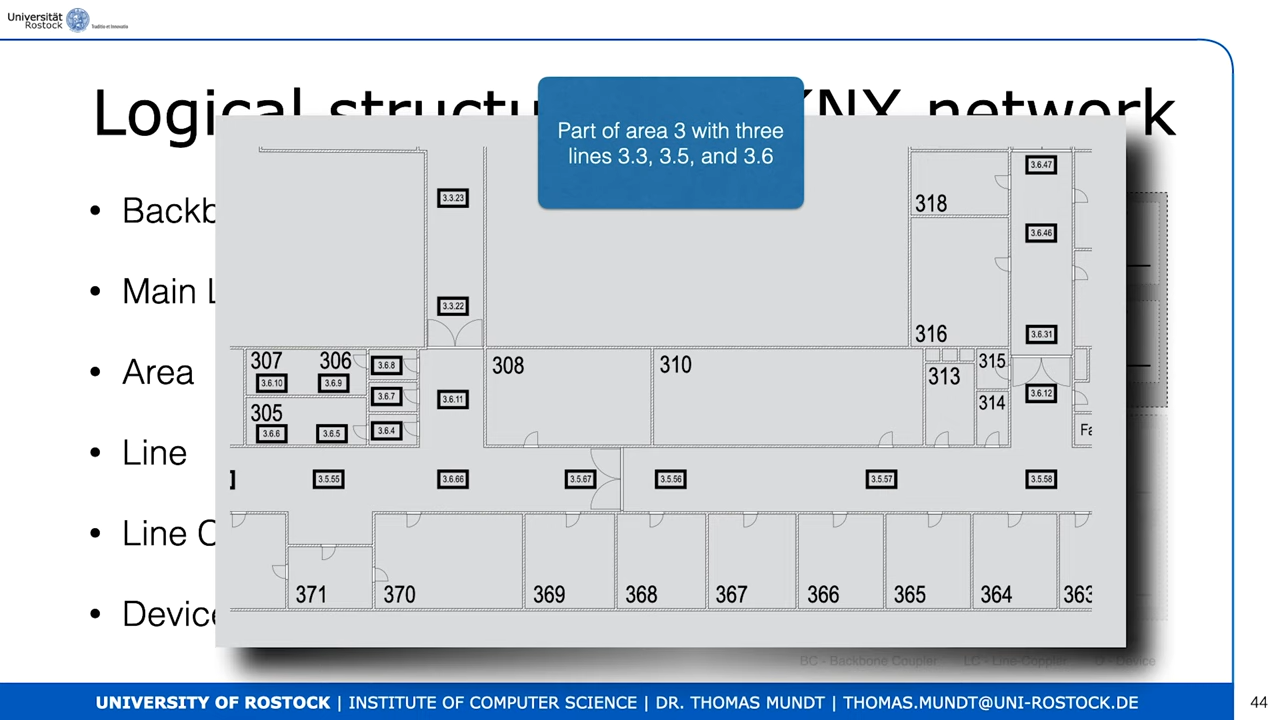 Universität
Rostock
Traditio et Innovatio
Logical structu KNX network
Part of area 3 with three
lines 3.3, 3.5, and 3.6
Backb
Main L
Area
Line
Line C
Device
3.3.23
3.3.22
318
316
3.6.47
3.6.46
3.6.31
307
306
3.6.8
3.6.10
3.6.9
3.6.7
305
3.6.6
3.6.5
3.6.4
3.6.11
308
310
313
315
314
3.6.12
Fa
3.5.55
3.6.66
3.5.67
3.5.56
3.5.57
3.5.58
371
370
369
368
367
366
365
364
363
BC - Backbone Coupler LC - Line Coppler D - Device
UNIVERSITY OF ROSTOCK | INSTITUTE OF COMPUTER SCIENCE | DR. THOMAS MUNDT | THOMAS.MUNDT@UNI-ROSTOCK.DE
44